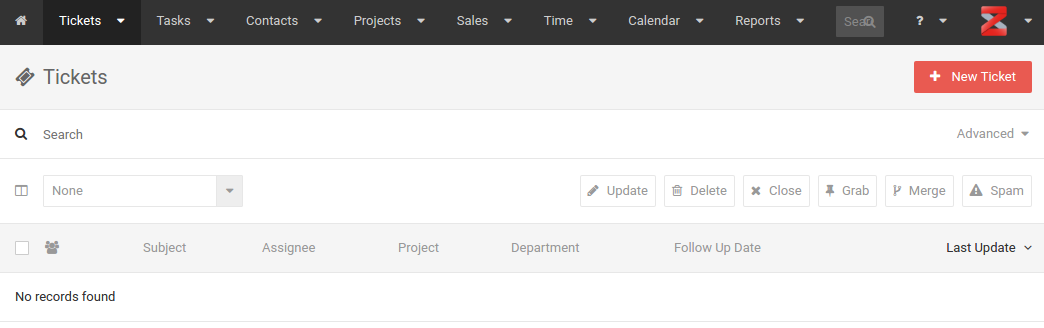 Tickets Tasks Contacts Projects Sales Time Calendar Reports Sear ?
Tickets
+ New Ticket
Search
Advanced
None
Update Delete Close Grab Merge Spam
Subject Assignee Project Department Follow Up Date Last Update
No records found